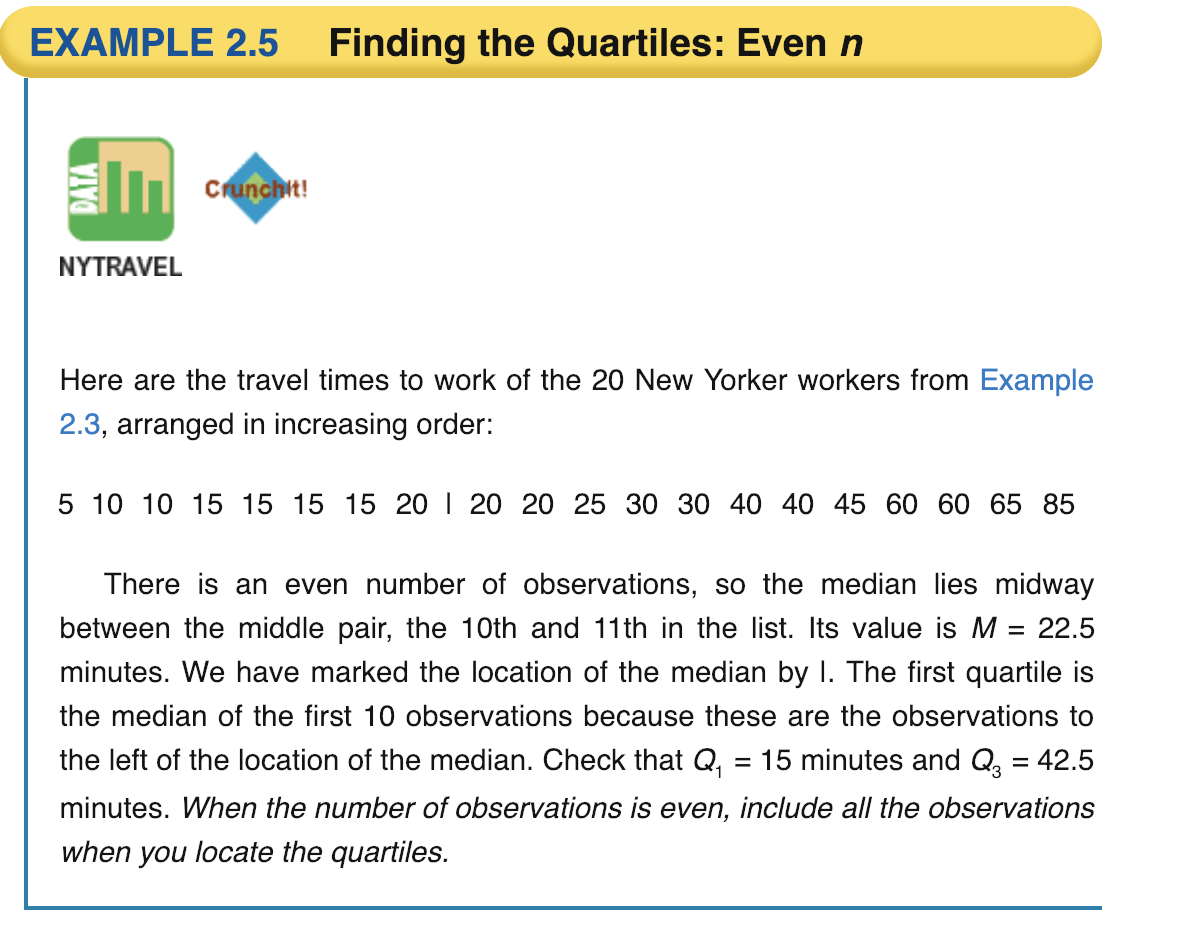 EXAMPLE 2.5 Finding the Quartiles: Even n
DATA
CrunchIt!
NYTRAVEL
Here are the travel times to work of the 20 New Yorker workers from Example
2.3, arranged in increasing order:
5 10 10 15 15 15 15 20 | 20 20 25 30 30 40 40 45 60 60 65 85
There is an even number of observations, so the median lies midway
between the middle pair, the 10th and 11th in the list. Its value is M = 22.5
minutes. We have marked the location of the median by |. The first quartile is
the median of the first 10 observations because these are the observations to
the left of the location of the median. Check that Q₁ = 15 minutes and Q₃ = 42.5
minutes. When the number of observations is even, include all the observations
when you locate the quartiles.